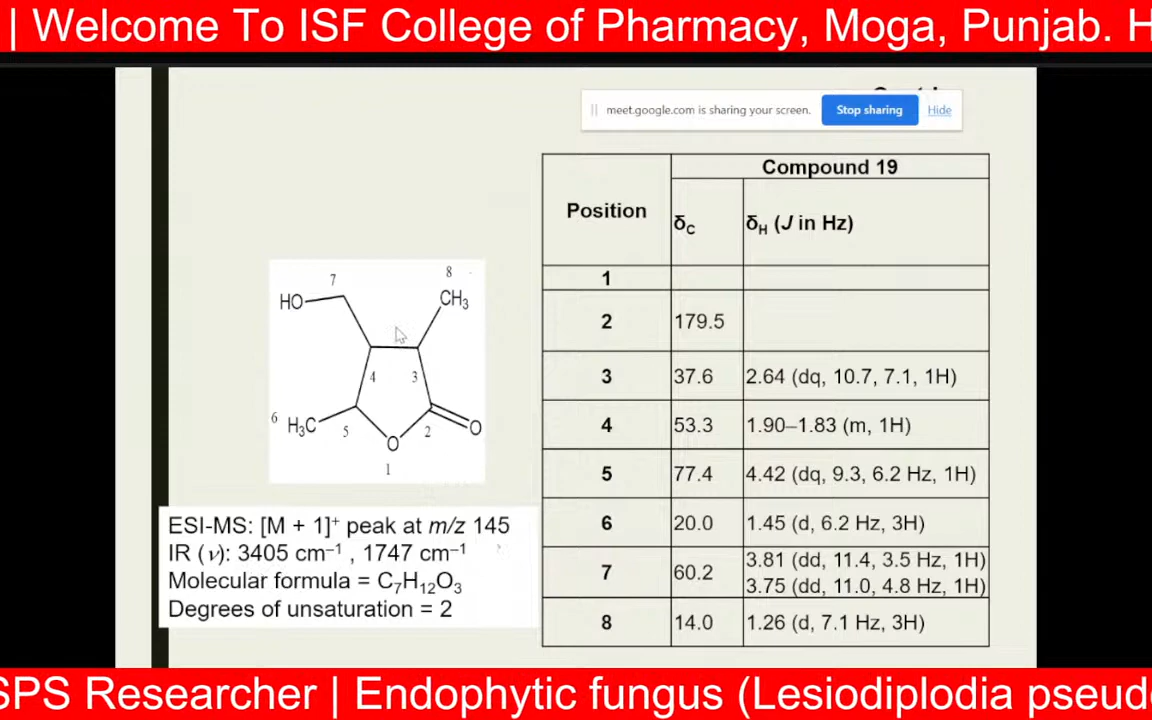 | Welcome To ISF College of Pharmacy, Moga, Punjab. H
meet.google.com is sharing your screen. Stop sharing Hide
Compound 19
Position
δC δH (J in Hz)
1
2 179.5
3 37.6 2.64 (dq, 10.7, 7.1, 1H)
4 53.3 1.90–1.83 (m, 1H)
5 77.4 4.42 (dq, 9.3, 6.2 Hz, 1H)
6 20.0 1.45 (d, 6.2 Hz, 3H)
7 60.2 3.81 (dd, 11.4, 3.5 Hz, 1H)
3.75 (dd, 11.0, 4.8 Hz, 1H)
8 14.0 1.26 (d, 7.1 Hz, 3H)
7 8
HO CH3
4 3
6 H3C 5 2 O
O
1
ESI-MS: [M + 1]+ peak at m/z 145
IR (ν): 3405 cm–1 , 1747 cm–1
Molecular formula = C7H12O3
Degrees of unsaturation = 2
SPS Researcher | Endophytic fungus (Lesiodiplodia pseud